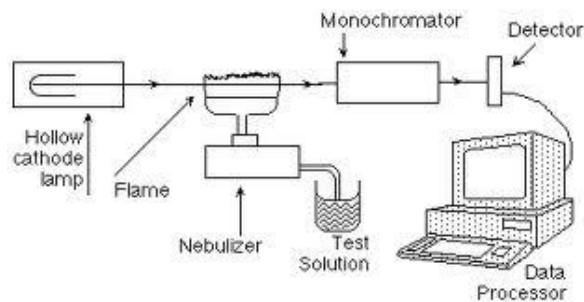 Monochromator
Detector
Hollow
cathode
lamp
Flame
Nebulizer
Test
Solution
Data
Processor